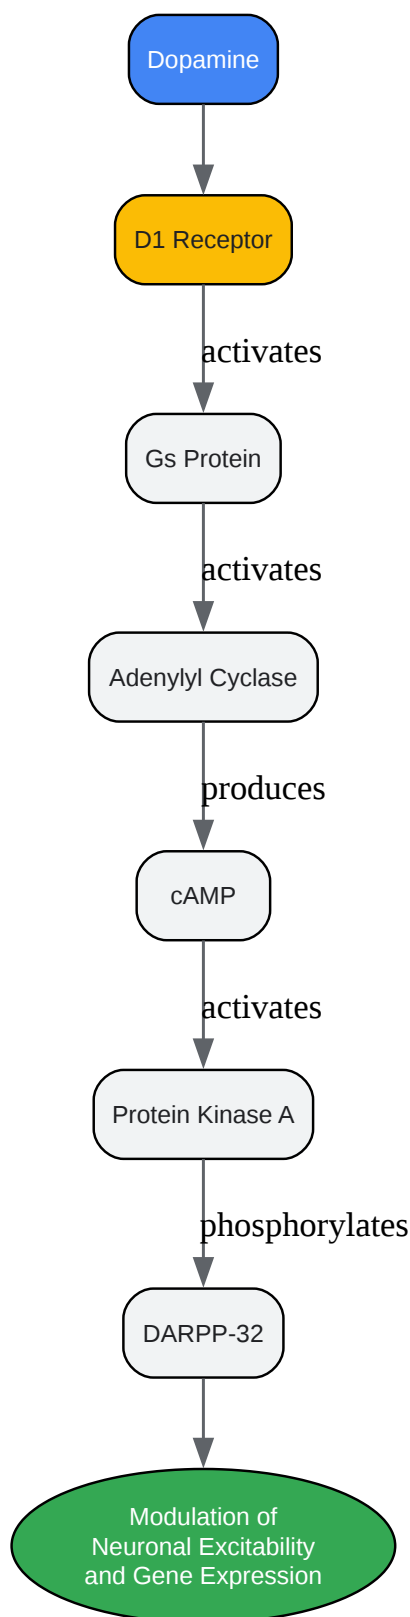 Dopamine
D1 Receptor
activates
Gs Protein
activates
Adenylyl Cyclase
produces
cAMP
activates
Protein Kinase A
phosphorylates
DARPP-32
Modulation of
Neuronal Excitability
and Gene Expression